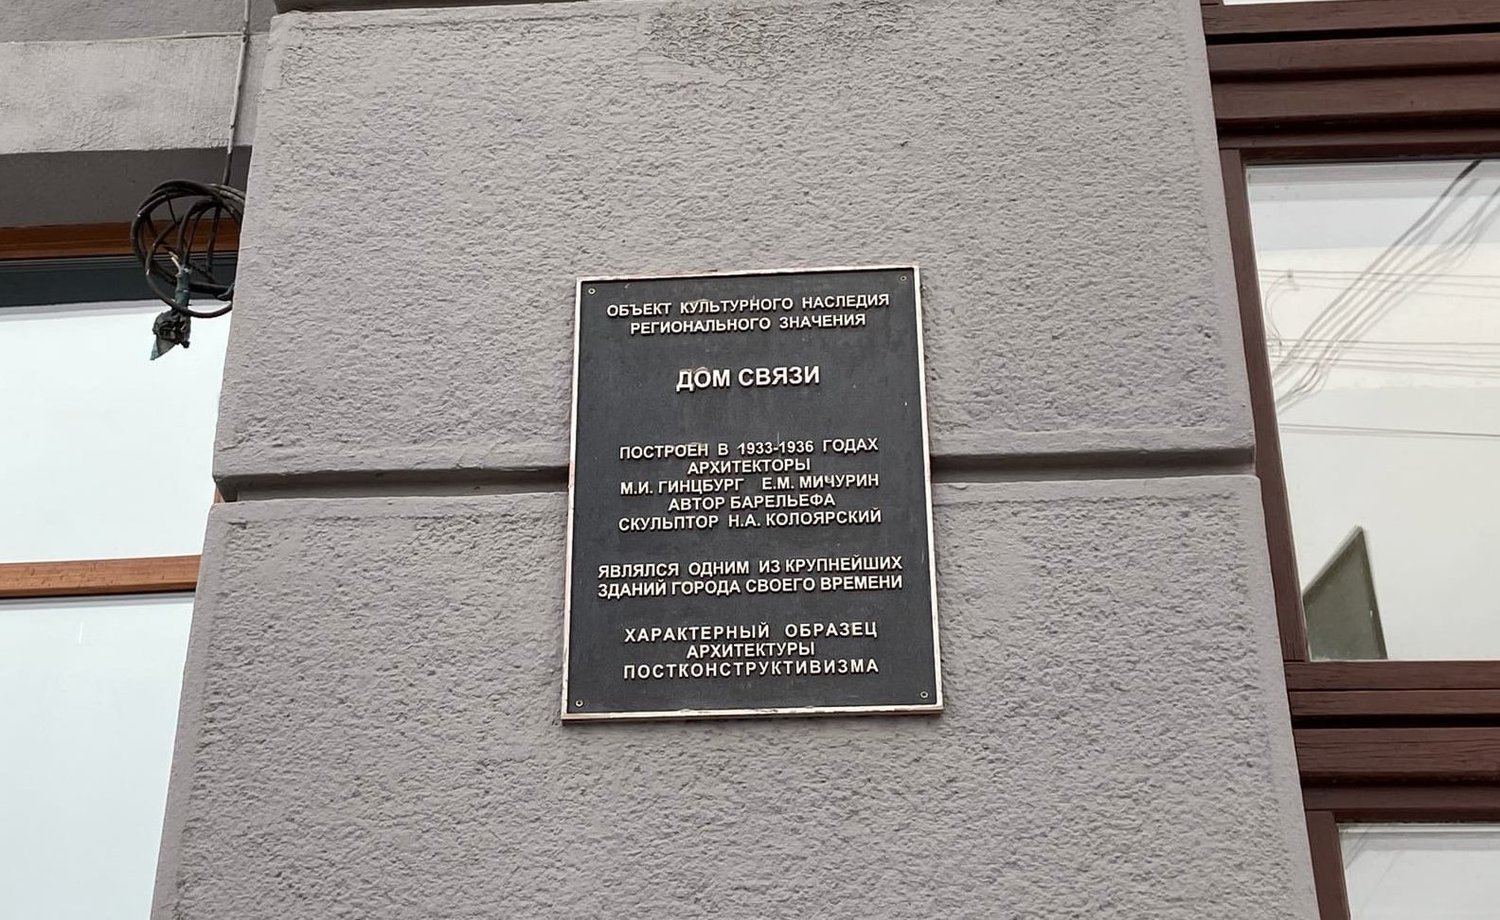 ОБЪЕКТ КУЛЬТУРНОГО НАСЛЕДИЯ
РЕГИОНАЛЬНОГО ЗНАЧЕНИЯ
ДОМ СВЯЗИ
ПОСТРОЕН В 1933-1936 ГОДАХ
АРХИТЕКТОРЫ
М.И. ГИНЦБУРГ Е.М. МИЧУРИН
АВТОР БАРЕЛЬЕФА
СКУЛЬПТОР Н.А. КОЛОЯРСКИЙ
ЯВЛЯЛСЯ ОДНИМ ИЗ КРУПНЕЙШИХ
ЗДАНИЙ ГОРОДА СВОЕГО ВРЕМЕНИ
ХАРАКТЕРНЫЙ ОБРАЗЕЦ
АРХИТЕКТУРЫ
ПОСТКОНСТРУКТИВИЗМА